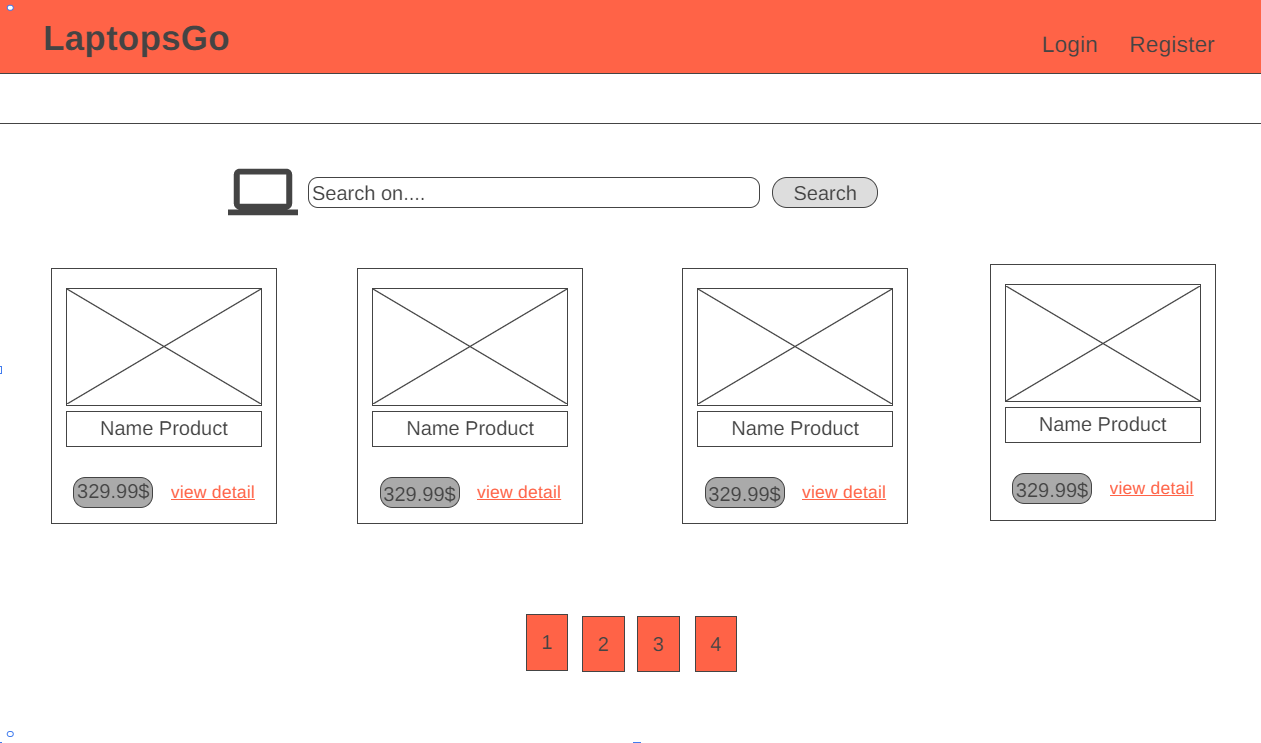 LaptopsGo
Login Register
Search on....
Search
Name Product
Name Product
Name Product
Name Product
329.99$ view detail
329.99$ view detail
329.99$ view detail
329.99$ view detail
1 2 3 4